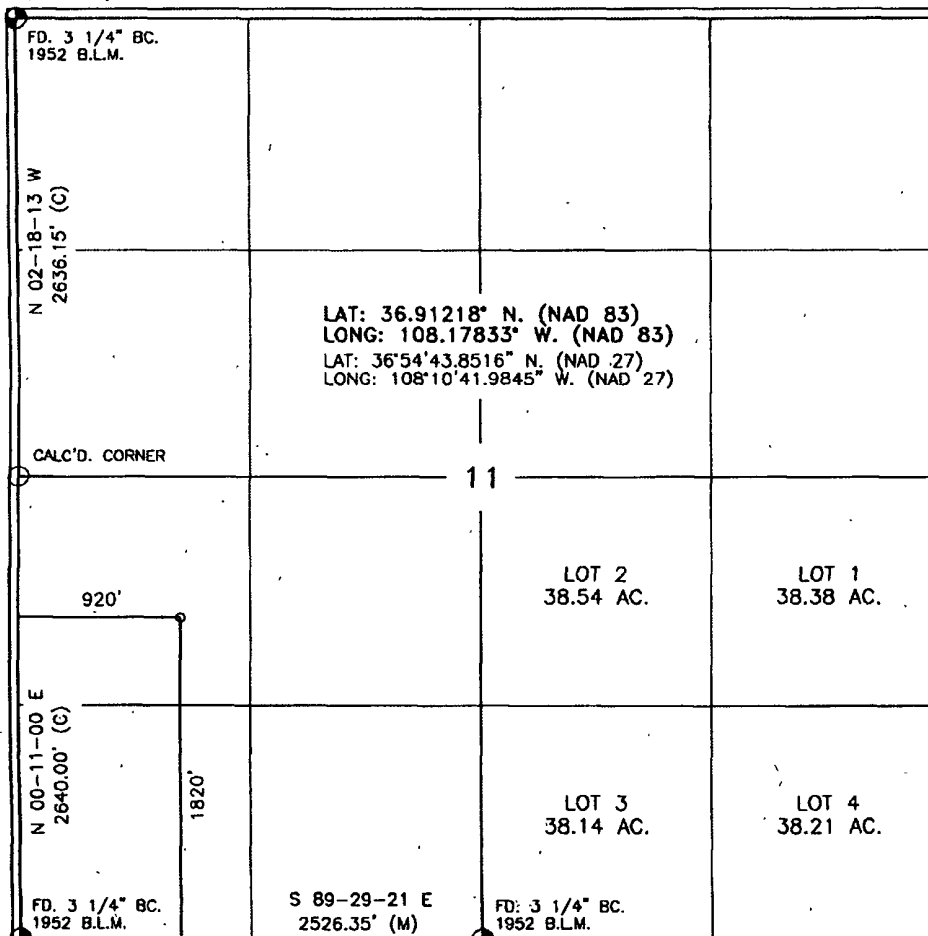 FD. 3 1/4" BC.
1952 B.L.M.
N 02-18-13 W
2636.15' (C)
LAT: 36.91218° N. (NAD 83)
LONG: 108.17833° W. (NAD 83)
LAT: 36°54'43.8516" N. (NAD 27)
LONG: 108°10'41.9845" W. (NAD 27)
CALC'D. CORNER
11
LOT 2
38.54 AC.
LOT 1
38.38 AC.
920'
N 00-11-00 E
2640.00' (C)
1820'
LOT 3
38.14 AC.
LOT 4
38.21 AC.
FD. 3 1/4" BC.
1952 B.L.M.
S 89-29-21 E
2526.35' (M)
FD: 3 1/4" BC.
1952 B.L.M.